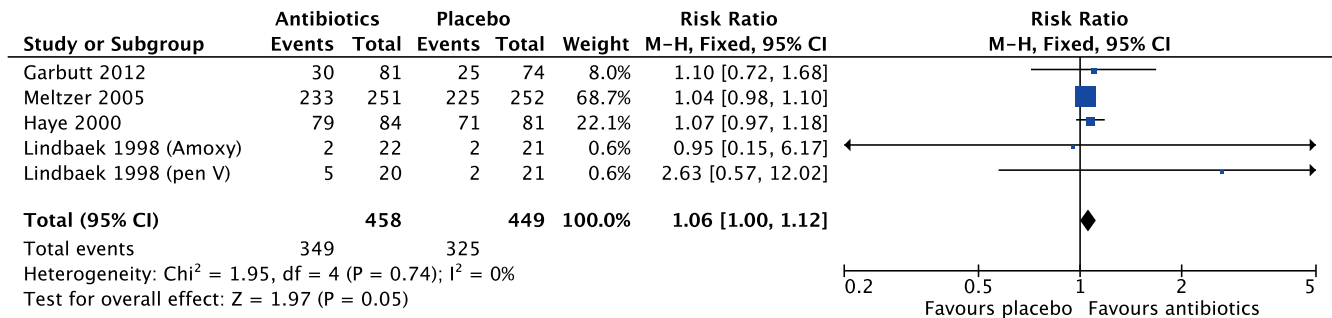 Antibiotics Placebo Risk Ratio Risk Ratio
Study or Subgroup Events Total Events Total Weight M-H, Fixed, 95% CI M-H, Fixed, 95% CI
Garbutt 2012 30 81 25 74 8.0% 1.10 [0.72, 1.68]
Meltzer 2005 233 251 225 252 68.7% 1.04 [0.98, 1.10]
Haye 2000 79 84 71 81 22.1% 1.07 [0.97, 1.18]
Lindbaek 1998 (Amoxy) 2 22 2 21 0.6% 0.95 [0.15, 6.17]
Lindbaek 1998 (pen V) 5 20 2 21 0.6% 2.63 [0.57, 12.02]
Total (95% CI) 458 449 100.0% 1.06 [1.00, 1.12]
Total events 349 325
Heterogeneity: Chi² = 1.95, df = 4 (P = 0.74); I² = 0%
Test for overall effect: Z = 1.97 (P = 0.05)
0.2 0.5 1 2 5
Favours placebo Favours antibiotics